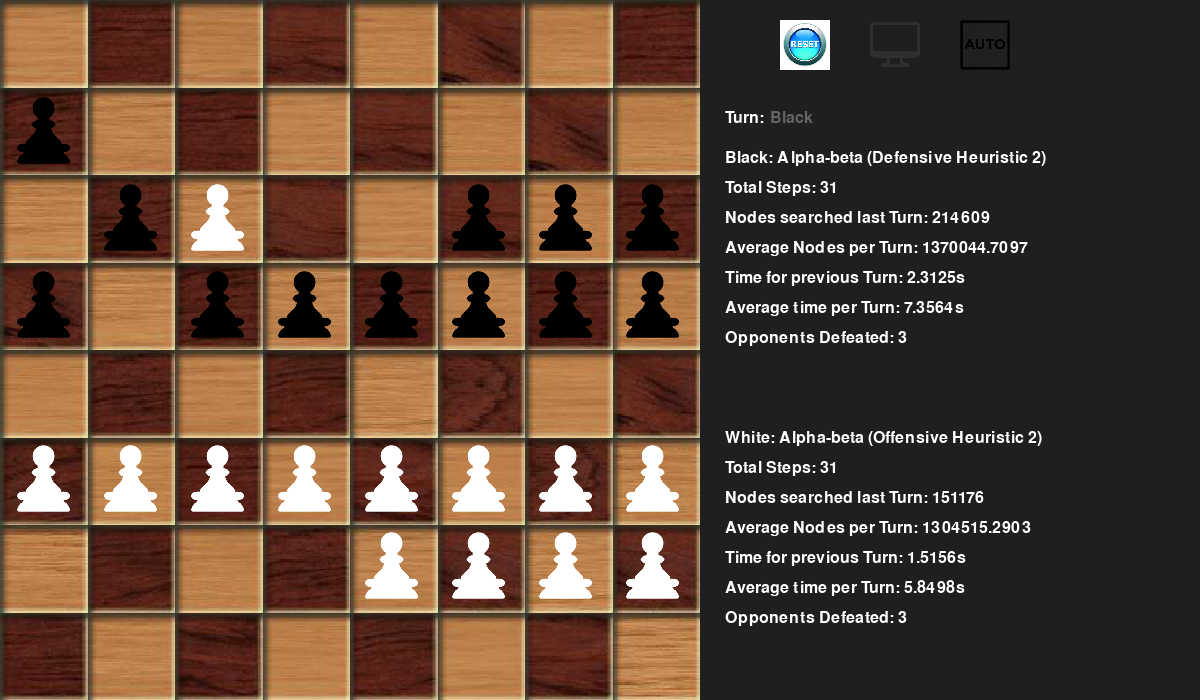 RESET
AUTO
Turn: Black
Black: Alpha-beta (Defensive Heuristic 2)
Total Steps: 31
Nodes searched last Turn: 214609
Average Nodes per Turn: 1370044.7097
Time for previous Turn: 2.3125s
Average time per Turn: 7.3564s
Opponents Defeated: 3
White: Alpha-beta (Offensive Heuristic 2)
Total Steps: 31
Nodes searched last Turn: 151176
Average Nodes per Turn: 1304515.2903
Time for previous Turn: 1.5156s
Average time per Turn: 5.8498s
Opponents Defeated: 3